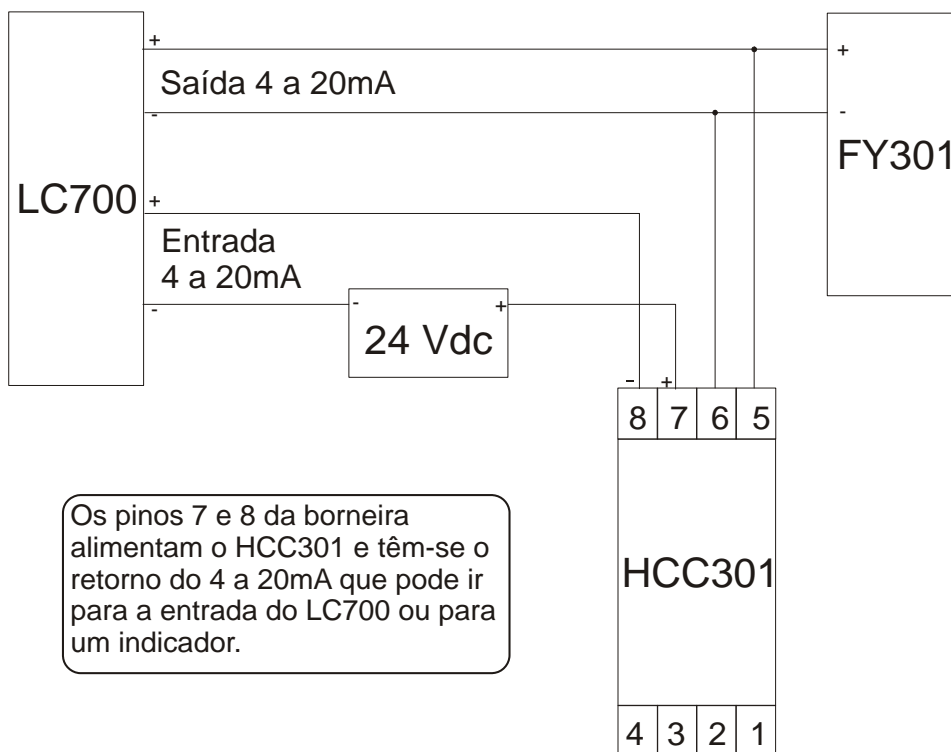 +
+
Saída 4 a 20mA
-
-
FY301
LC700
+
Entrada
4 a 20mA
-
-
+
24 Vdc
-
+
8 7 6 5
Os pinos 7 e 8 da borneira
alimentam o HCC301 e têm-se o
retorno do 4 a 20mA que pode ir
para a entrada do LC700 ou para
um indicador.
HCC301
4 3 2 1